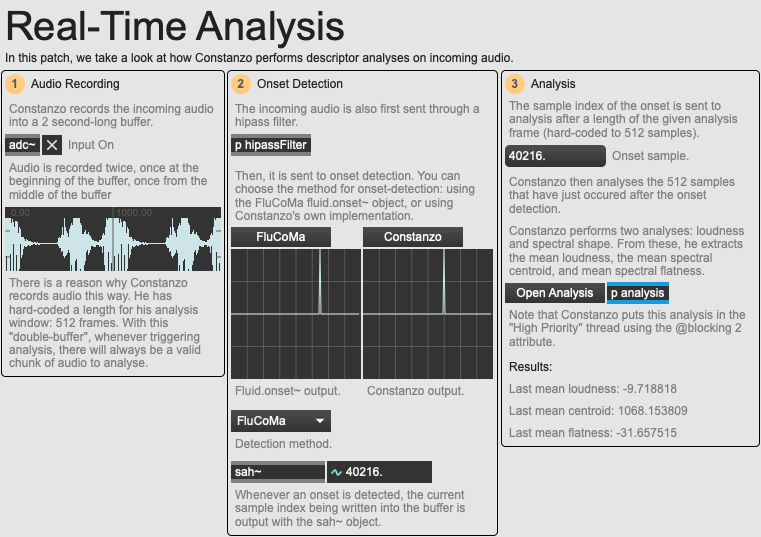 Real-Time Analysis
In this patch, we take a look at how Constanzo performs descriptor analyses on incoming audio.
1 Audio Recording
Constanzo records the incoming audio
into a 2 second-long buffer.
adc~ Input On
Audio is recorded twice, once at the
beginning of the buffer, once from the
middle of the buffer
0.00 1000.00
There is a reason why Constanzo
records audio this way. He has
hard-coded a length for his analysis
window: 512 frames. With this
"double-buffer", whenever triggering
analysis, there will always be a valid
chunk of audio to analyse.
2 Onset Detection
The incoming audio is also first sent through a
hipass filter.
p hipassFilter
Then, it is sent to onset detection. You can
choose the method for onset-detection: using
the FluCoMa fluid.onset~ object, or using
Constanzo's own implementation.
FluCoMa Constanzo
Fluid.onset~ output. Constanzo output.
FluCoMa
Detection method.
sah~ 40216.
Whenever an onset is detected, the current
sample index being written into the buffer is
output with the sah~ object.
3 Analysis
The sample index of the onset is sent to
analysis after a length of the given analysis
frame (hard-coded to 512 samples).
40216. Onset sample.
Constanzo then analyses the 512 samples
that have just occured after the onset
detection.
Constanzo performs two analyses: loudness
and spectral shape. From these, he extracts
the mean loudness, the mean spectral
centroid, and mean spectral flatness.
Open Analysis p analysis
Note that Constanzo puts this analysis in the
"High Priority" thread using the @blocking 2
attribute.
Results:
Last mean loudness: -9.718818
Last mean centroid: 1068.153809
Last mean flatness: -31.657515